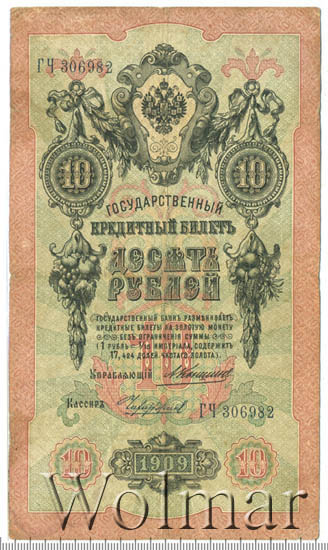 ГЧ 306982
10 10
ГОСУДАРСТВЕННЫЙ
КРЕДИТНЫЙ БИЛЕТЪ
ДЕСЯТЬ
РУБЛЕЙ
ГОСУДАРСТВЕННЫЙ БАНКЪ РАЗМѢНИВАЕТЪ
КРЕДИТНЫЕ БИЛЕТЫ НА ЗОЛОТУЮ МОНЕТУ
БЕЗЪ ОГРАНИЧЕНІЯ СУММЫ
(1 РУБЛЬ = 1/15 ИМПЕРІАЛА, СОДЕРЖИТЪ
17,424 ДОЛЕЙ ЧИСТАГО ЗОЛОТА).
УПРАВЛЯЮЩІЙ
КАССИРЪ
ГЧ 306982
10
10 1909 10
Wolmar